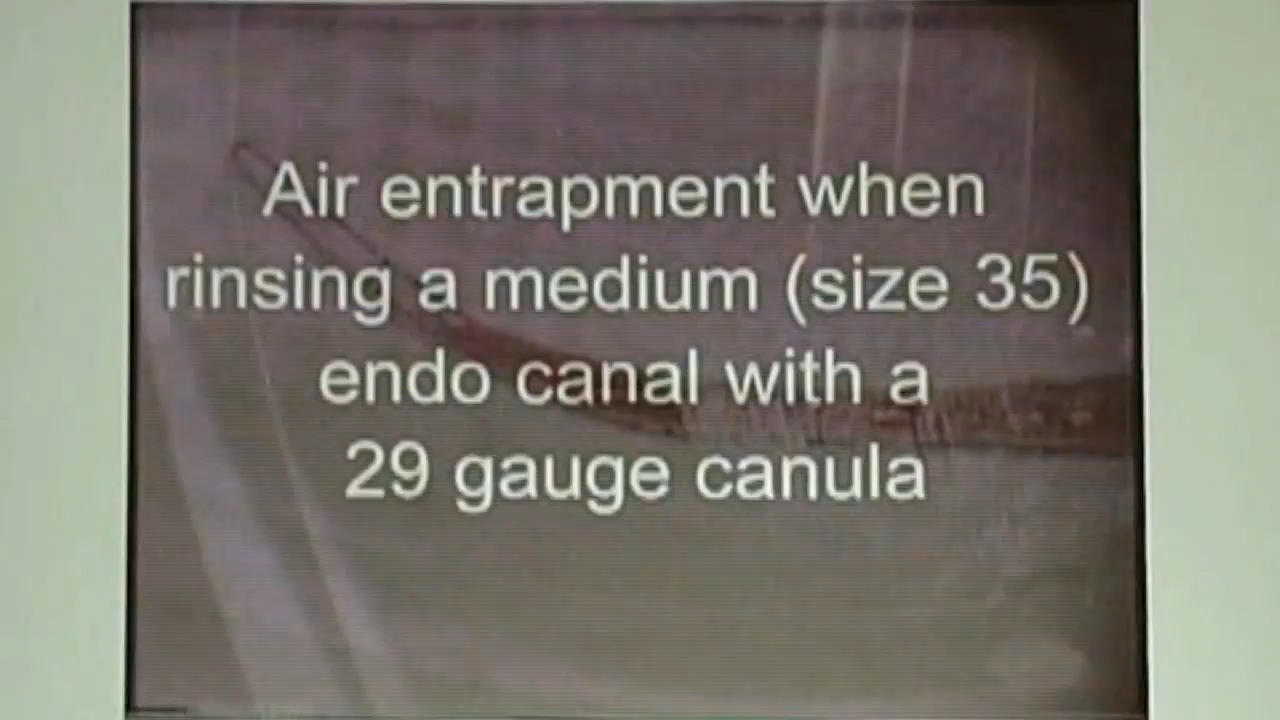 Air entrapment when
rinsing a medium (size 35)
endo canal with a
29 gauge canula